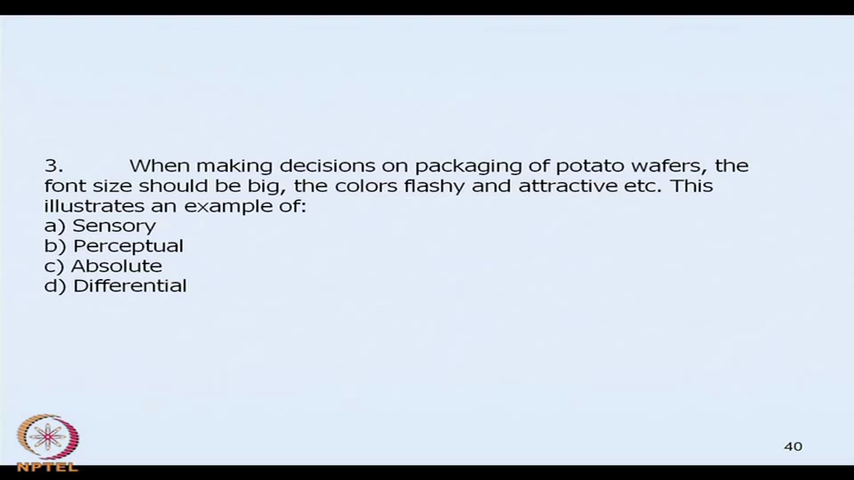 3. When making decisions on packaging of potato wafers, the
font size should be big, the colors flashy and attractive etc. This
illustrates an example of:
a) Sensory
b) Perceptual
c) Absolute
d) Differential
40
NPTEL